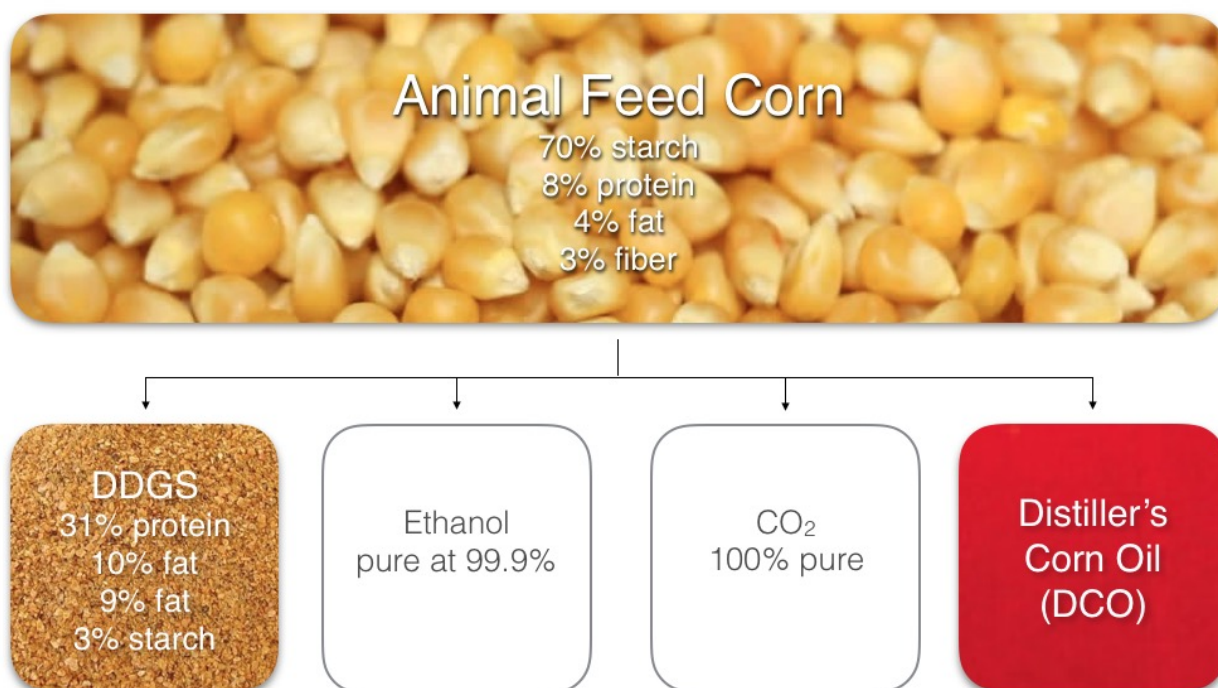 Animal Feed Corn
70% starch
8% protein
4% fat
3% fiber
DDGS
31% protein
10% fat
9% fat
3% starch
Ethanol
pure at 99.9%
CO₂
100% pure
Distiller’s
Corn Oil
(DCO)